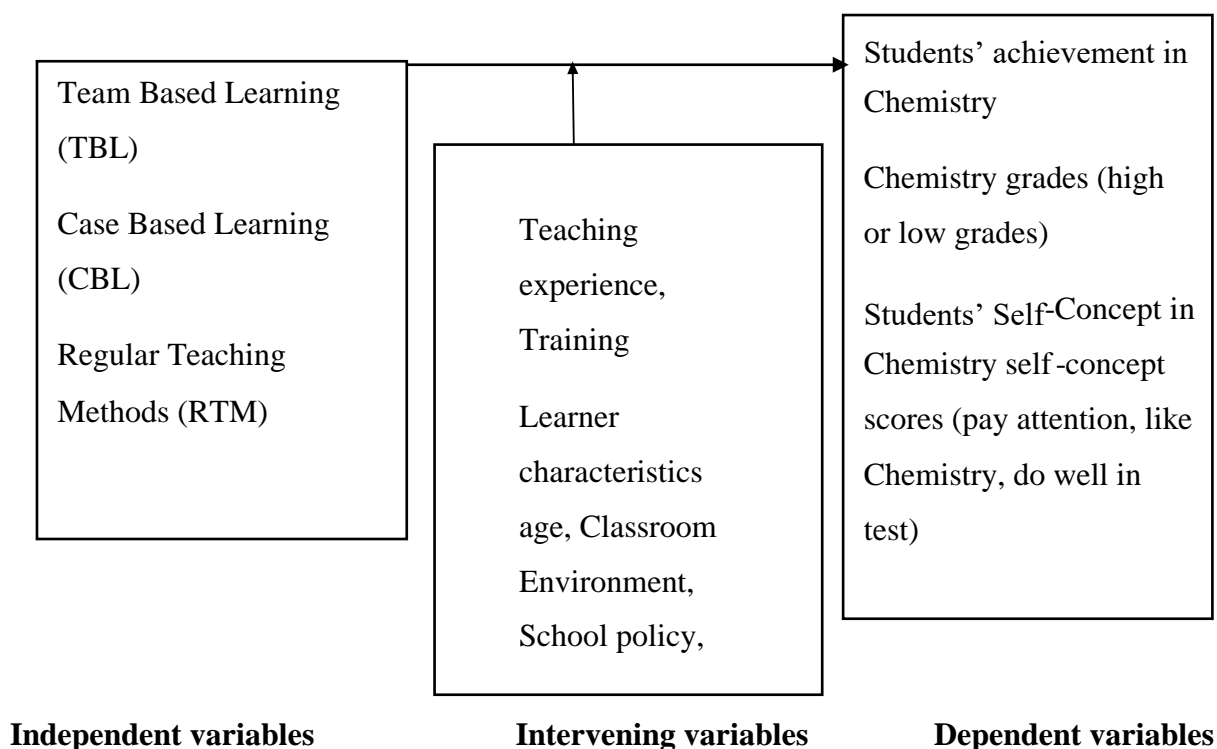 Team Based Learning
(TBL)
Case Based Learning
(CBL)
Regular Teaching
Methods (RTM)
Teaching
experience,
Training
Learner
characteristics
age, Classroom
Environment,
School policy,
Students’ achievement in
Chemistry
Chemistry grades (high
or low grades)
Students’ Self-Concept in
Chemistry self-concept
scores (pay attention, like
Chemistry, do well in
test)
Independent variables
Intervening variables
Dependent variables